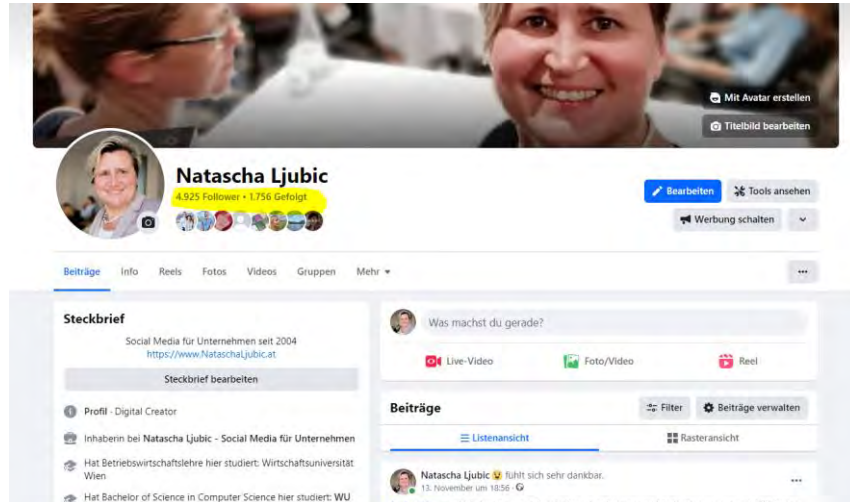 Mit Avatar erstellen
Titelbild bearbeiten
Natascha Ljubic
4.925 Follower • 1.756 Gefolgt
Bearbeiten
Tools ansehen
Werbung schalten
Beiträge Info Reels Fotos Videos Gruppen Mehr
Steckbrief
Social Media für Unternehmen seit 2004
https://www.NataschaLjubic.at
Steckbrief bearbeiten
Profil · Digital Creator
Inhaberin bei Natascha Ljubic - Social Media für Unternehmen
Hat Betriebswirtschaftslehre hier studiert: Wirtschaftsuniversität
Wien
Hat Bachelor of Science in Computer Science hier studiert: WU
Was machst du gerade?
Live-Video
Foto/Video
Reel
Beiträge
Filter
Beiträge verwalten
Listenansicht
Rasteransicht
Natascha Ljubic 😉 fühlt sich sehr dankbar.
13. November um 18:56 ·